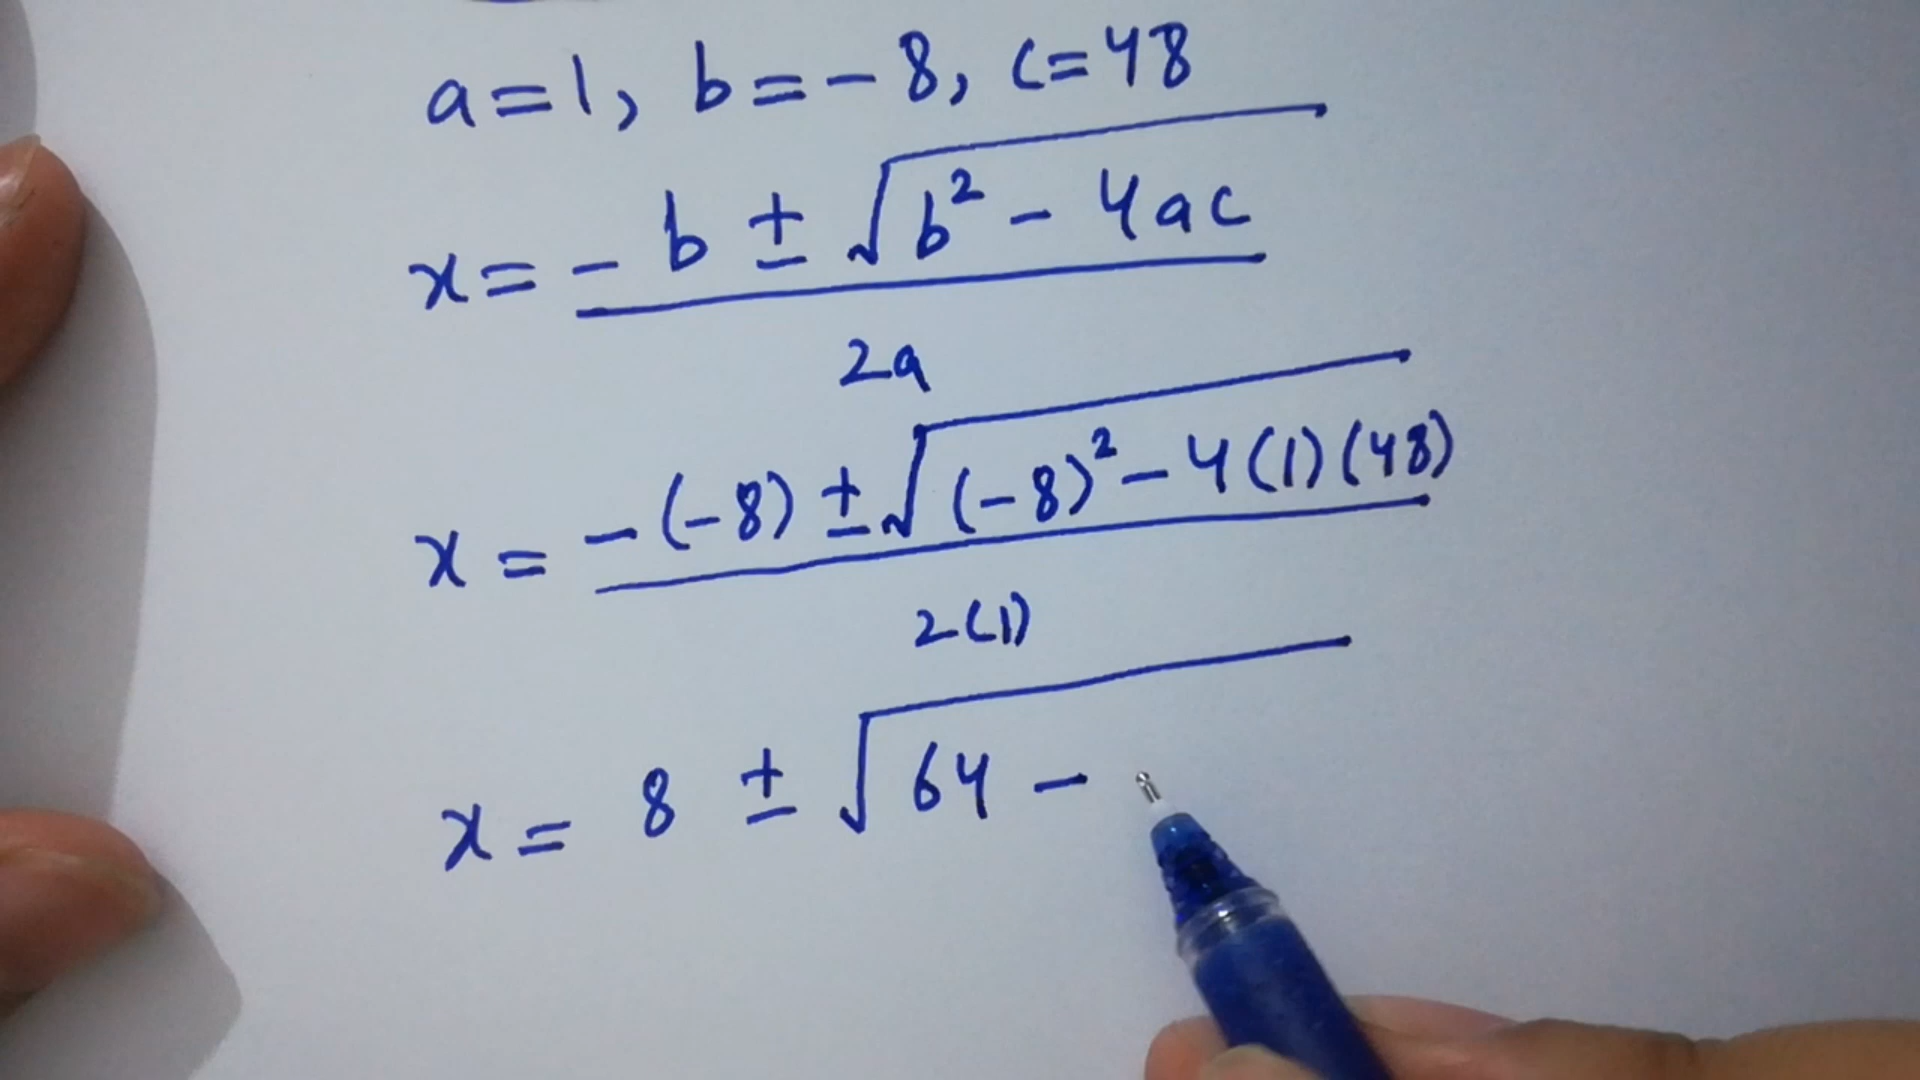 a=1, b=-8, c=48
x = -b ± √(b² - 4ac)
2a
x = -(-8) ± √((-8)² - 4(1)(48))
2(1)
x = 8 ± √(64 -